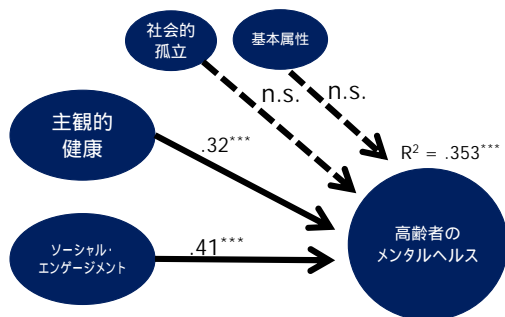 社会的
孤立
基本属性
n.s.
n.s.
主観的
健康
.32***
R² = .353***
高齢者の
メンタルヘルス
ソーシャル・
エンゲージメント
.41***